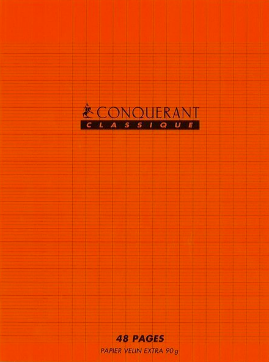 CONQUERANT
CLASSIQUE
48 PAGES
PAPIER VELIN EXTRA 90 g